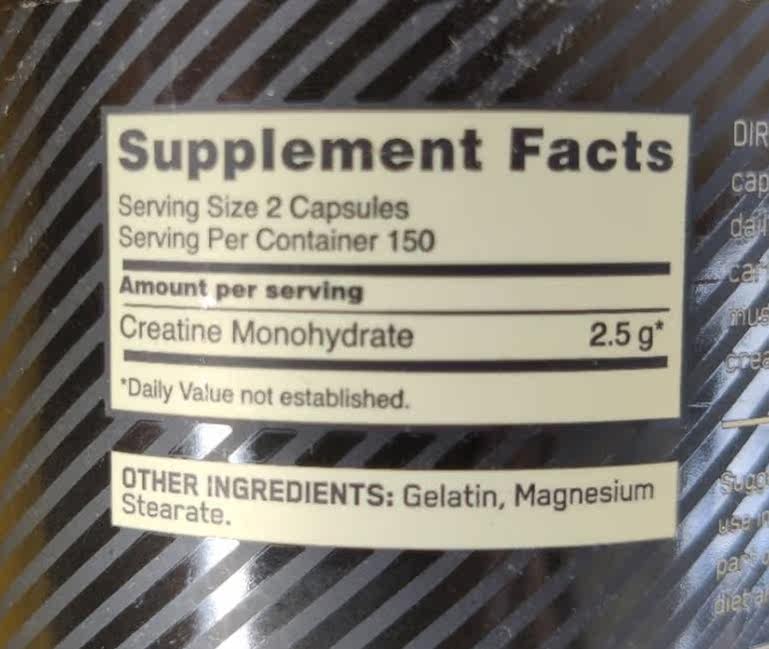 Supplement Facts
Serving Size 2 Capsules
Serving Per Container 150
Amount per serving
Creatine Monohydrate 2.5 g*
*Daily Value not established.
OTHER INGREDIENTS: Gelatin, Magnesium
Stearate.